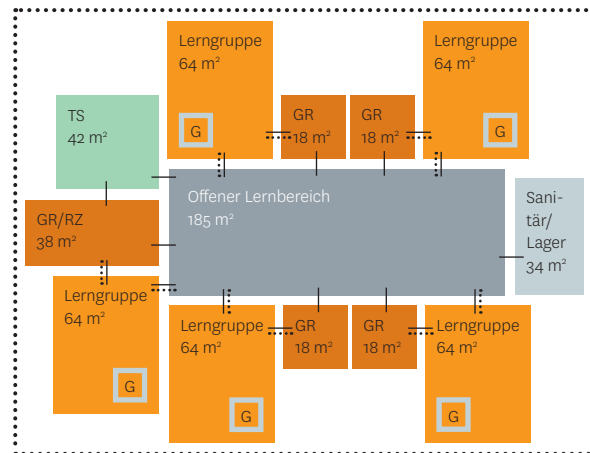 Lerngruppe
64 m²
G
GR
18 m²
GR
18 m²
Lerngruppe
64 m²
G
TS
42 m²
Offener Lernbereich
185 m²
Sani-
tär/
Lager
34 m²
GR/RZ
38 m²
Lerngruppe
64 m²
G
Lerngruppe
64 m²
G
GR
18 m²
GR
18 m²
Lerngruppe
64 m²
G